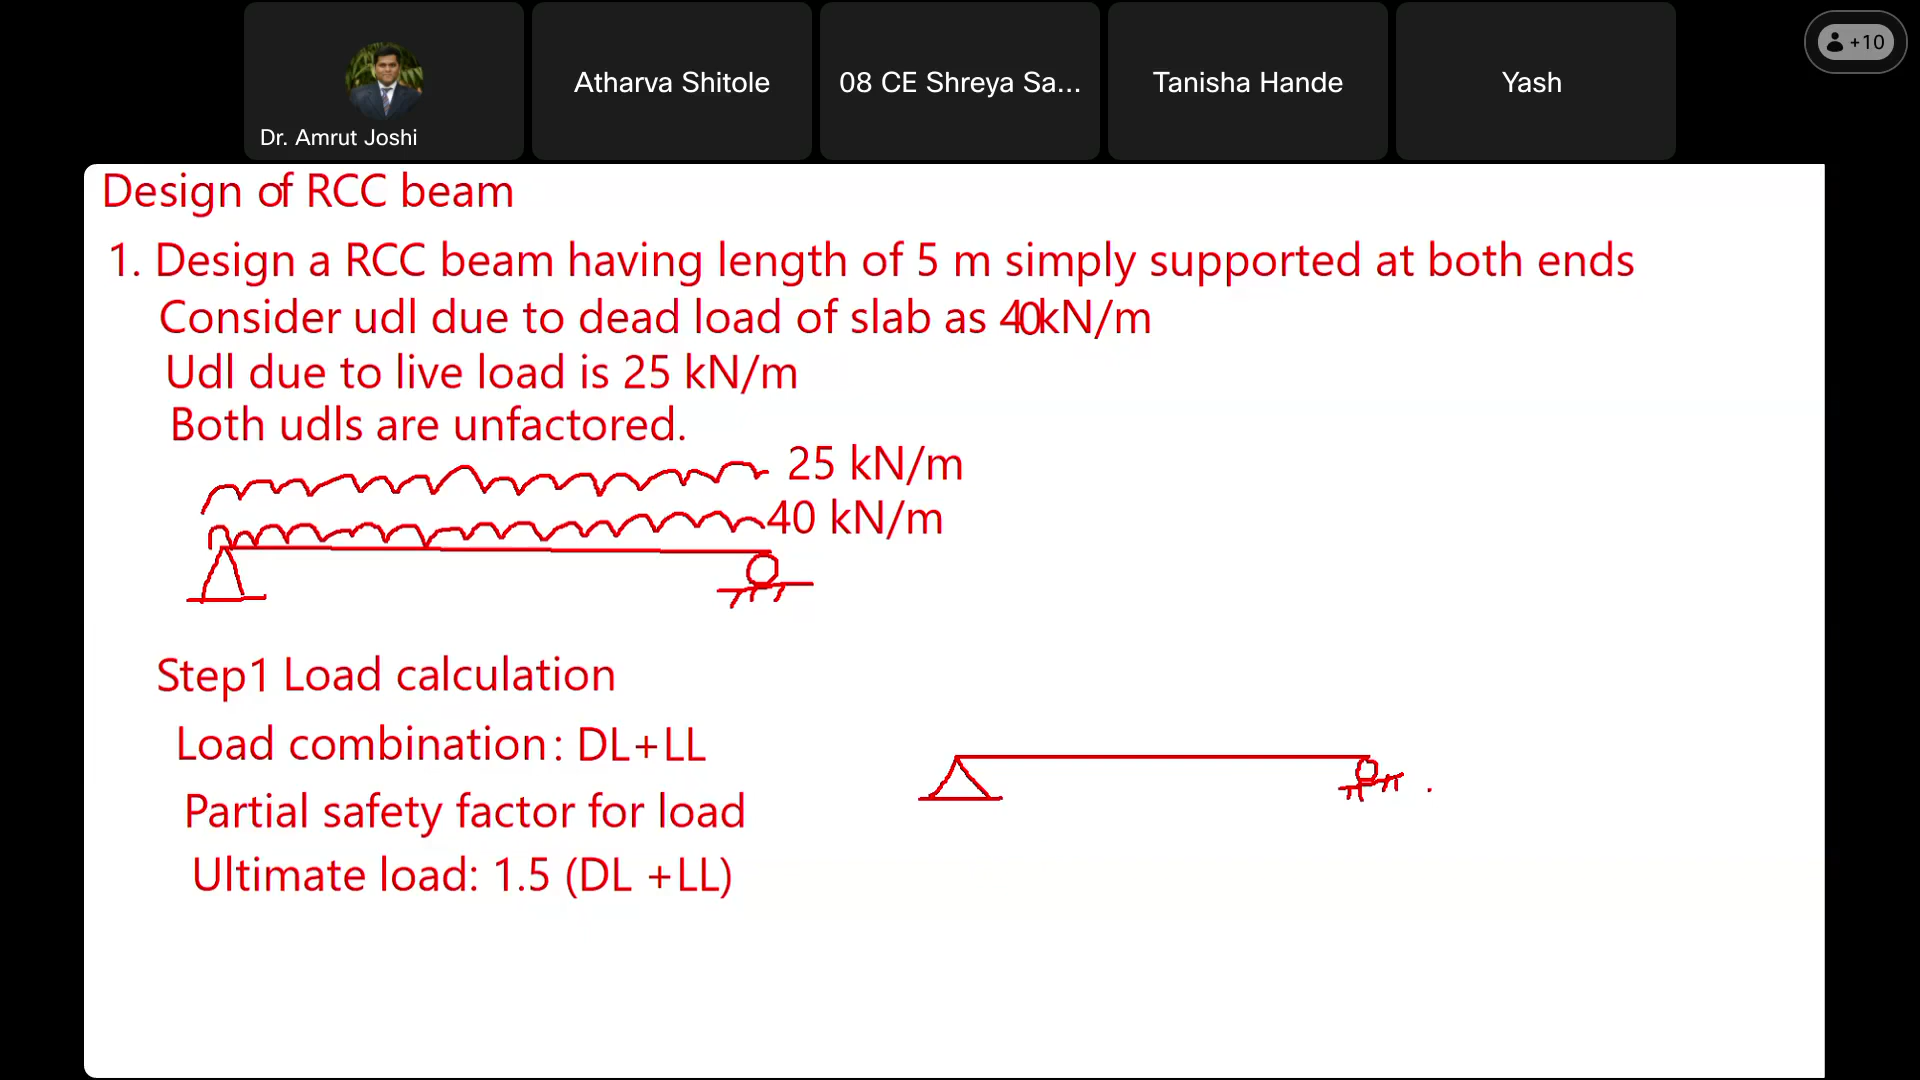 Dr. Amrut Joshi
Atharva Shitole
08 CE Shreya Sa...
Tanisha Hande
Yash
+10
Design of RCC beam
1. Design a RCC beam having length of 5 m simply supported at both ends
Consider udl due to dead load of slab as 40kN/m
Udl due to live load is 25 kN/m
Both udls are unfactored.
25 kN/m
40 kN/m
Step1 Load calculation
Load combination: DL+LL
Partial safety factor for load
Ultimate load: 1.5 (DL +LL)